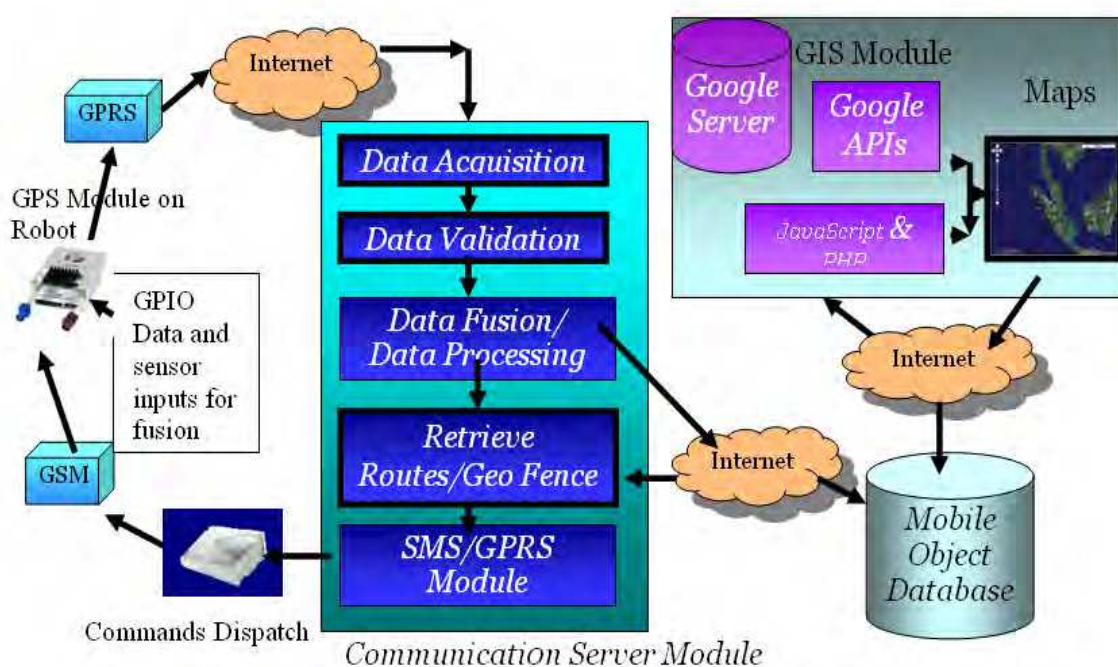 Internet
GPRS
GPS Module on
Robot
GPIO
Data and
sensor
inputs for
fusion
GSM
Commands Dispatch
Data Acquisition
Data Validation
Data Fusion/
Data Processing
Retrieve
Routes/Geo Fence
SMS/GPRS
Module
Communication Server Module
Internet
GIS Module
Google
Server
Google
APIs
Maps
JavaScript &
PHP
Internet
Mobile
Object
Database